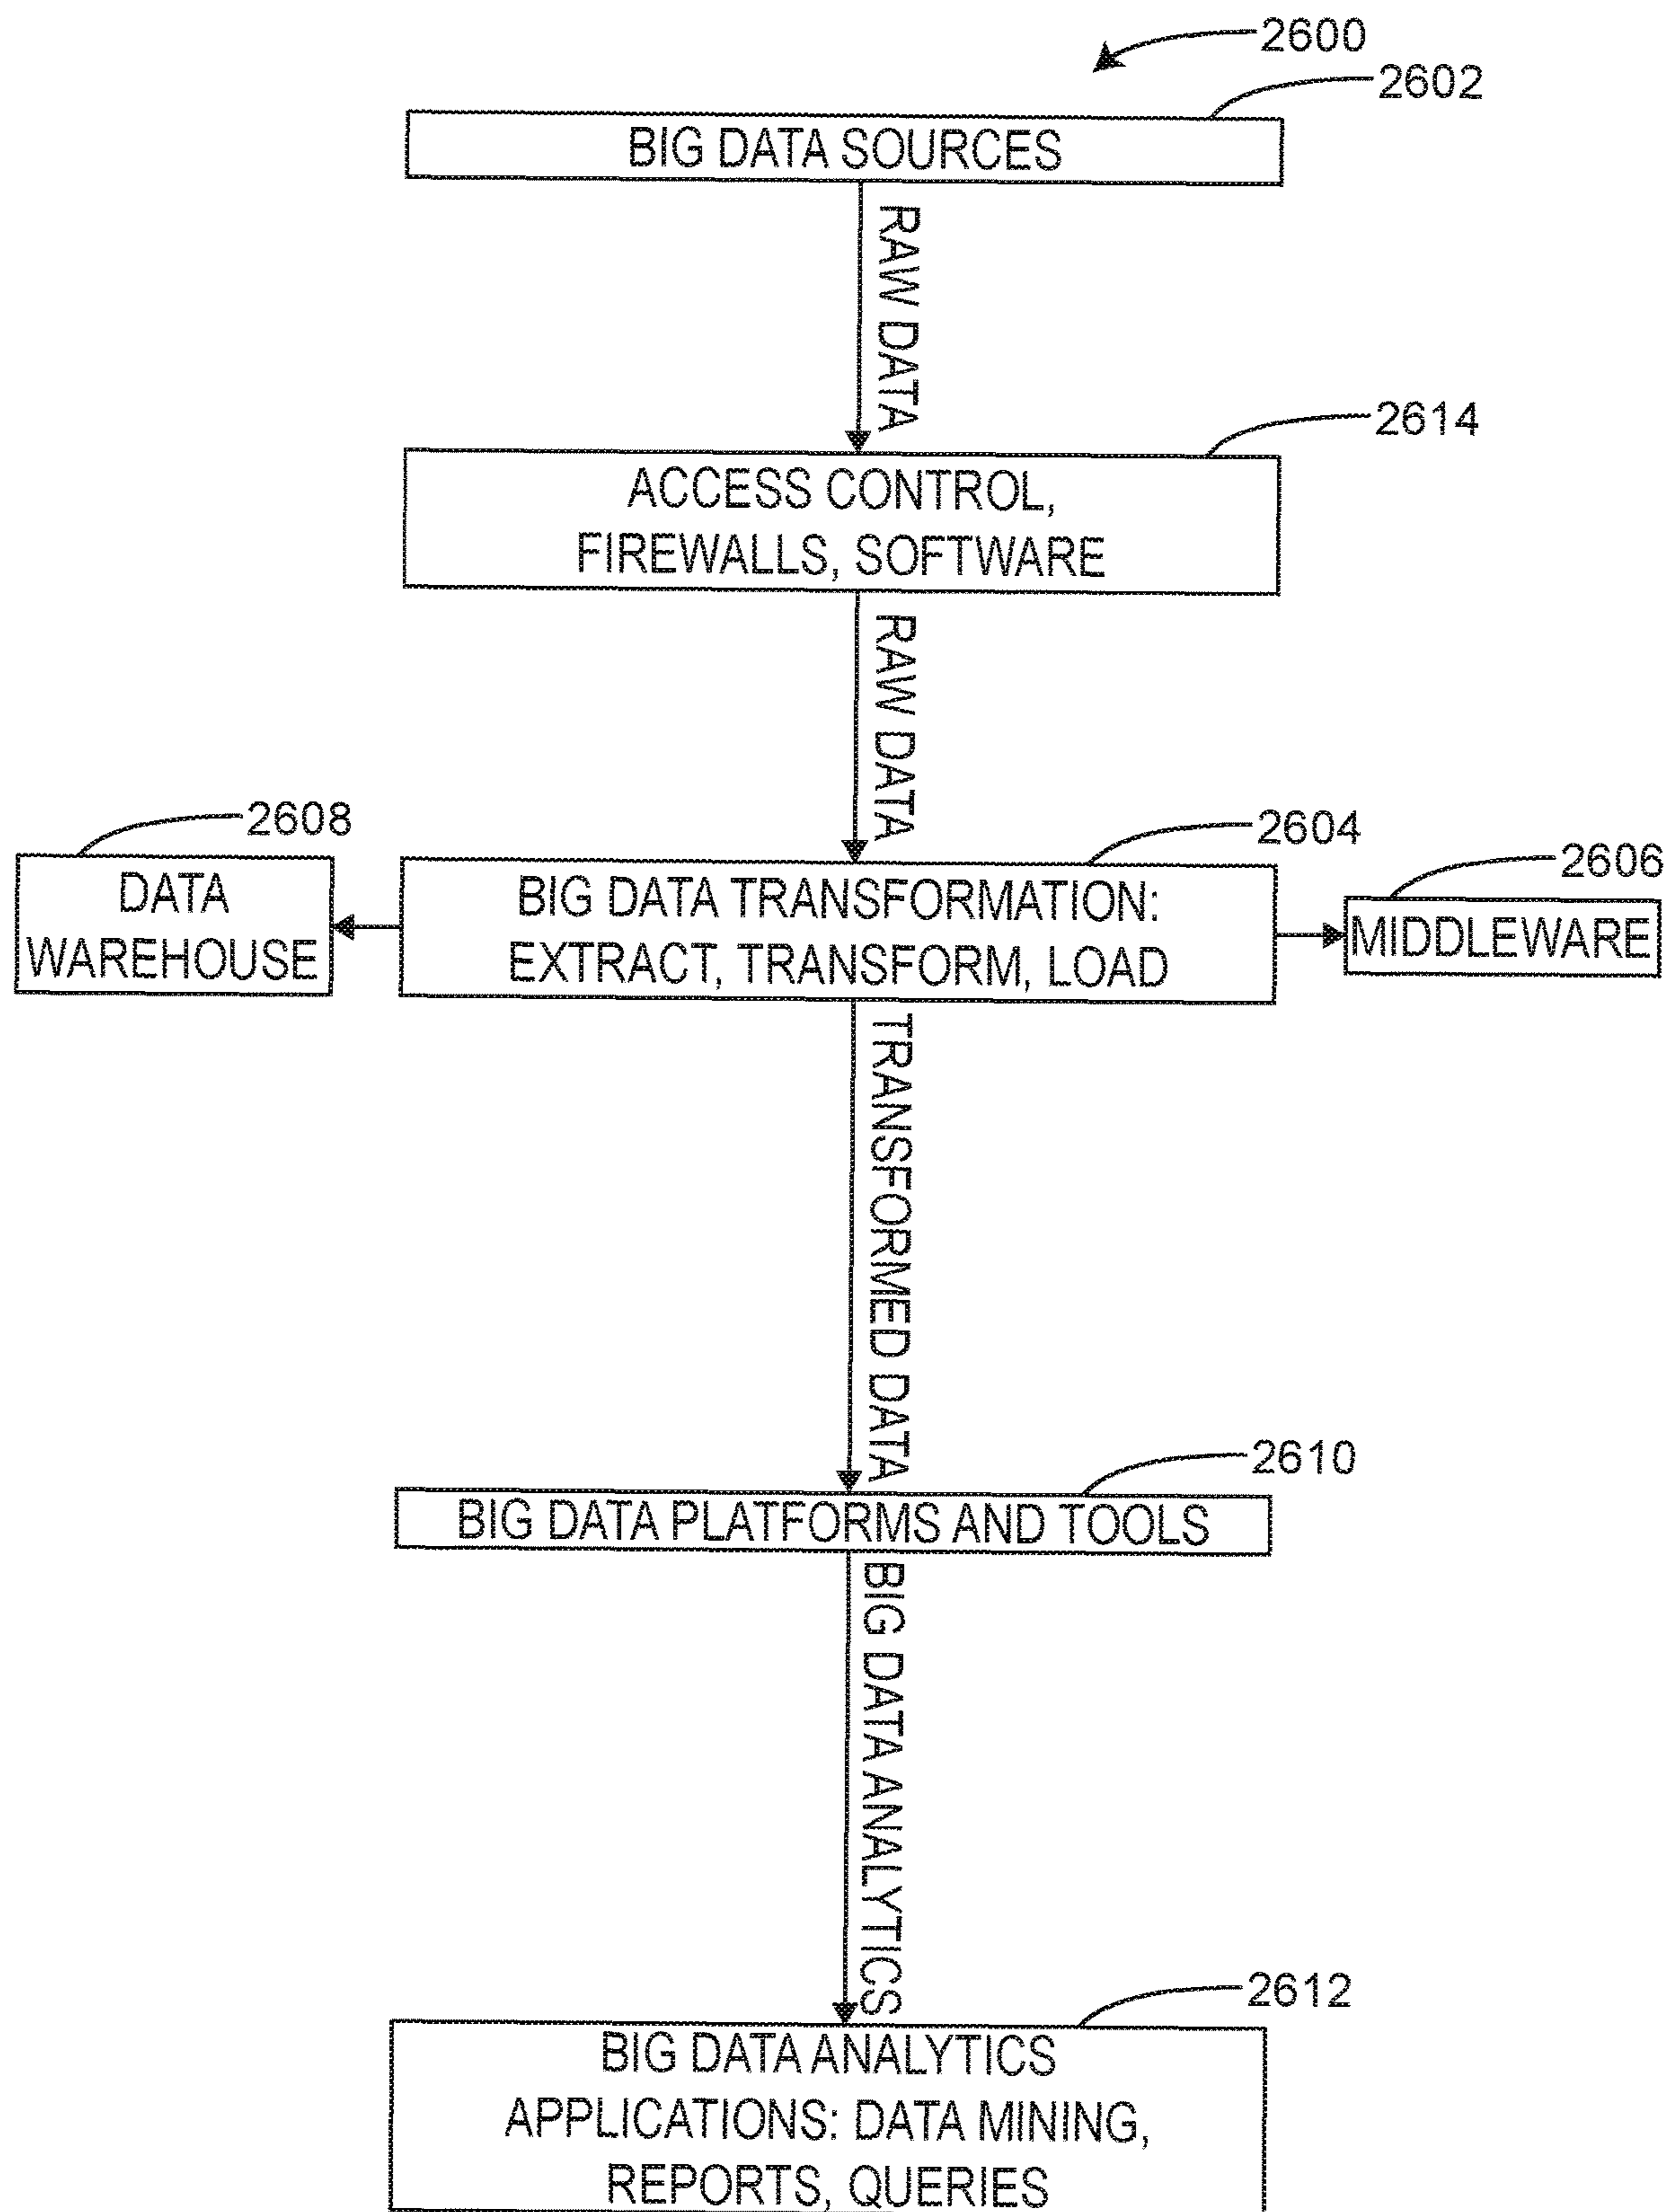 2600
2602
BIG DATA SOURCES
RAW DATA
2614
ACCESS CONTROL,
FIREWALLS, SOFTWARE
RAW DATA
2608
2604
2606
DATA
WAREHOUSE
BIG DATA TRANSFORMATION:
EXTRACT, TRANSFORM, LOAD
MIDDLEWARE
TRANSFORMED DATA
2610
BIG DATA PLATFORMS AND TOOLS
BIG DATA ANALYTICS
2612
BIG DATA ANALYTICS
APPLICATIONS: DATA MINING,
REPORTS, QUERIES